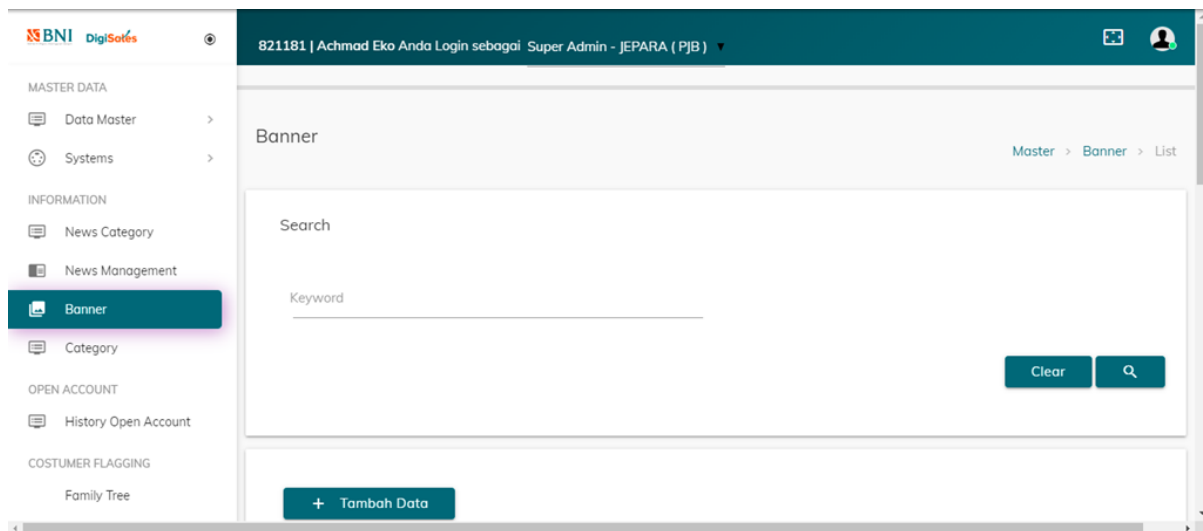 BNI DigiSales
821181 | Achmad Eko Anda Login sebagai Super Admin - JEPARA ( PJB )
MASTER DATA
Data Master
Systems
INFORMATION
News Category
News Management
Banner
Category
OPEN ACCOUNT
History Open Account
COSTUMER FLAGGING
Family Tree
Banner
Master > Banner > List
Search
Keyword
Clear
+ Tambah Data